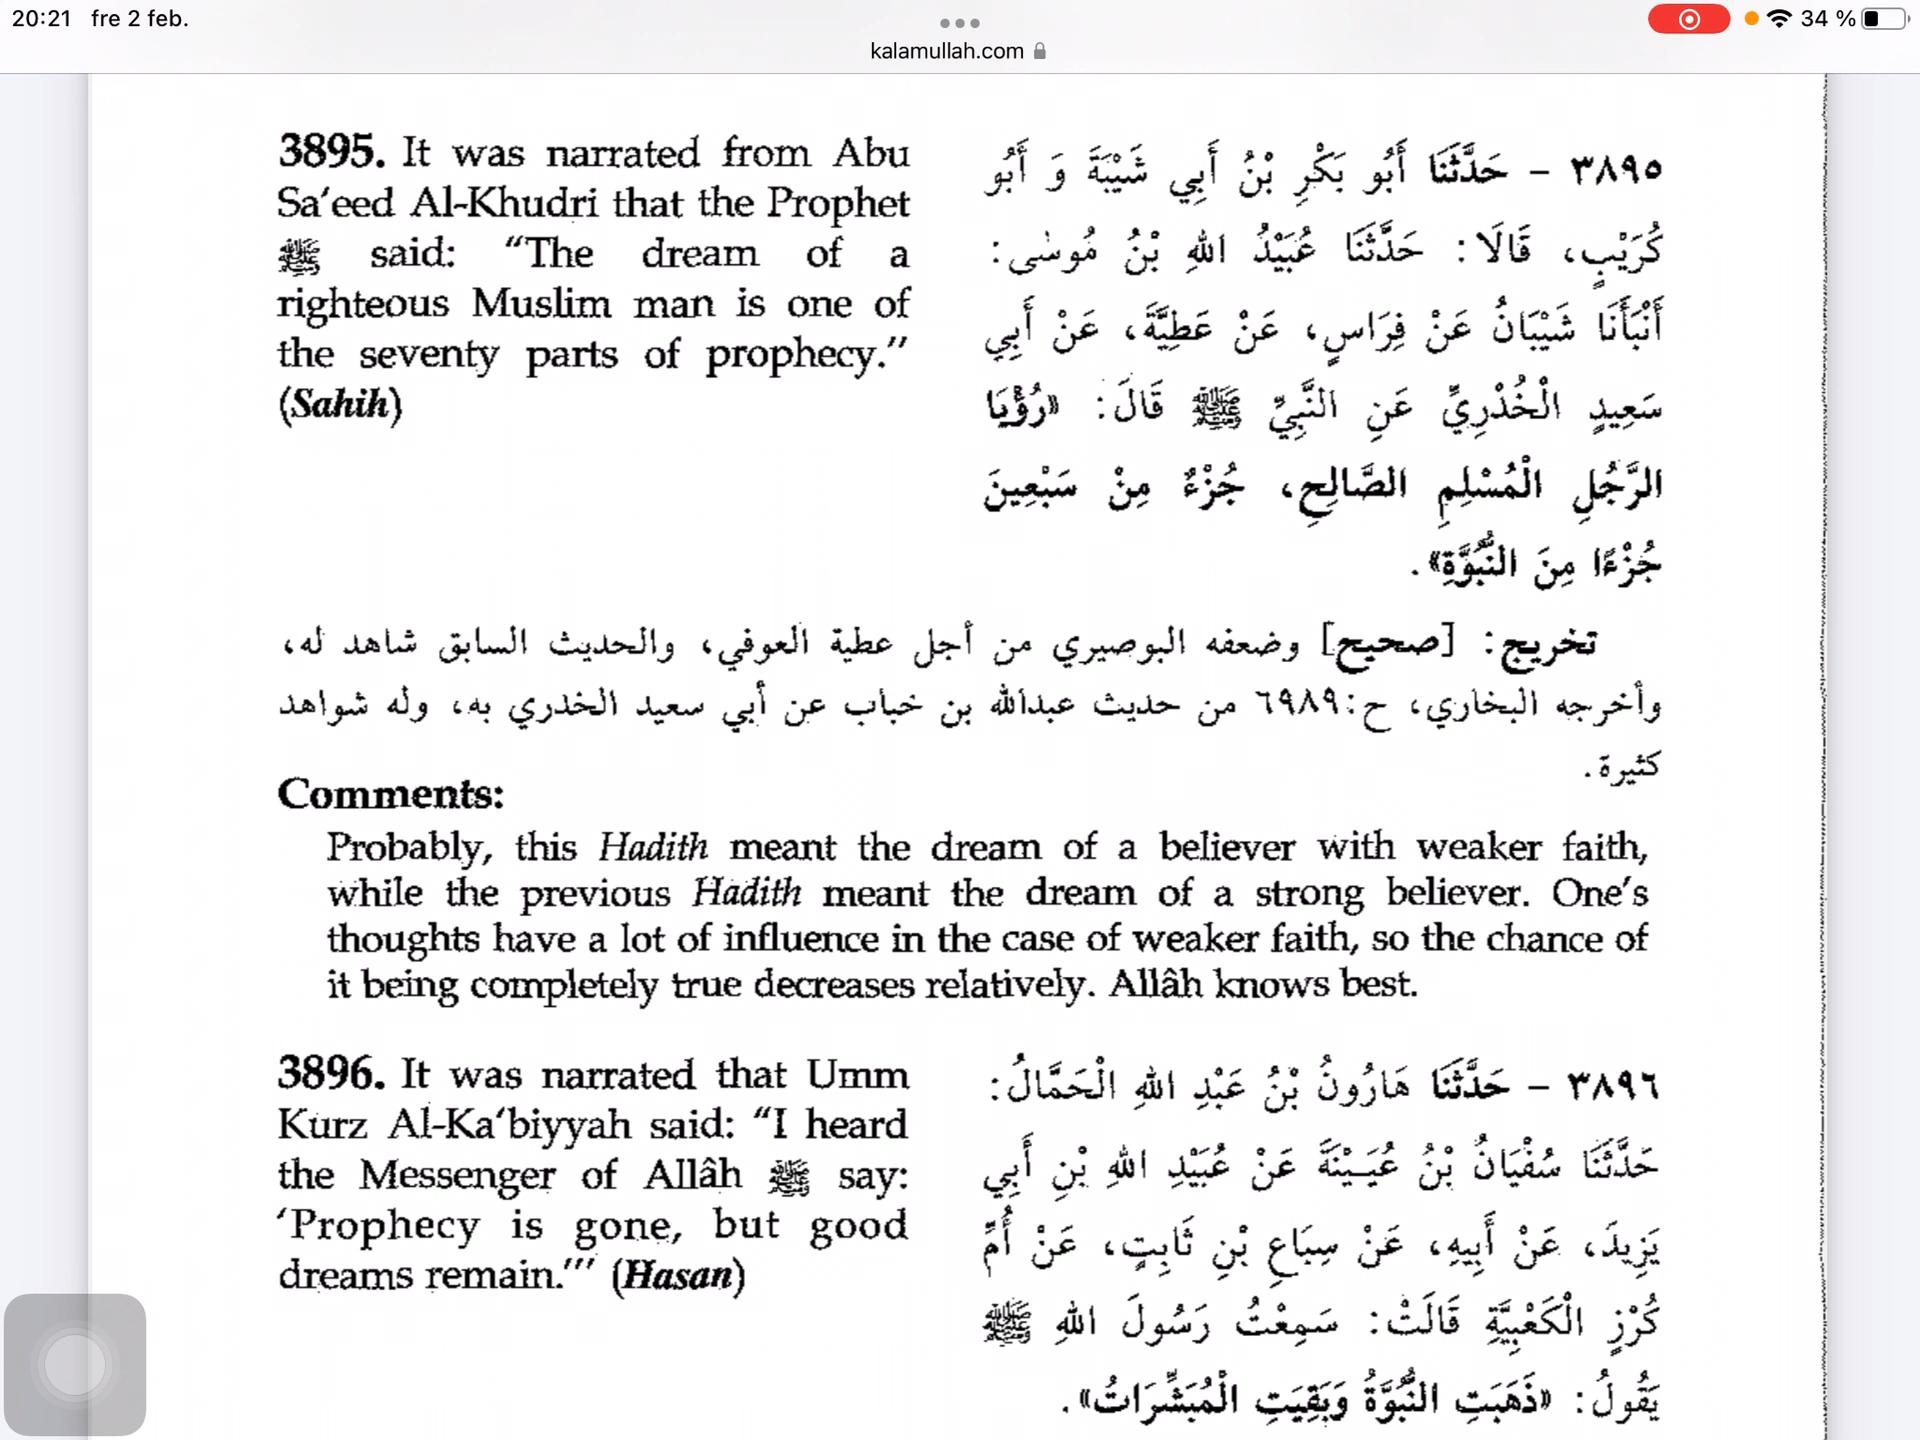 20:21 fre 2 feb.
34 %
kalamullah.com
3895. It was narrated from Abu
Sa‘eed Al-Khudri that the Prophet
ﷺ said: “The dream of a
righteous Muslim man is one of
the seventy parts of prophecy.”
(Sahih)
٣٨٩٥ - حَدَّثَنَا أَبُو بَكْرِ بْنُ أَبِي شَيْبَةَ وَ أَبُو
كُرَيْبٍ، قَالَا: حَدَّثَنَا عُبَيْدُ اللهِ بْنُ مُوسٰى:
أَنْبَأَنَا شَيْبَانُ عَنْ فِرَاسٍ، عَنْ عَطِيَّةَ، عَنْ أَبِي
سَعِيدٍ الْخُدْرِيِّ عَنِ النَّبِيِّ ﷺ قَالَ: «رُؤْيَا
الرَّجُلِ الْمُسْلِمِ الصَّالِحِ، جُزْءٌ مِنْ سَبْعِينَ
جُزْءًا مِنَ النُّبُوَّةِ».
تخريج: [صحيح] وضعفه البوصيري من أجل عطية العوفي، والحديث السابق شاهد له،
وأخرجه البخاري، ح:٦٩٨٩ من حديث عبدالله بن خباب عن أبي سعيد الخدري به، وله شواهد
كثيرة.
Comments:
Probably, this Hadith meant the dream of a believer with weaker faith,
while the previous Hadith meant the dream of a strong believer. One’s
thoughts have a lot of influence in the case of weaker faith, so the chance of
it being completely true decreases relatively. Allâh knows best.
3896. It was narrated that Umm
Kurz Al-Ka‘biyyah said: “I heard
the Messenger of Allâh ﷺ say:
‘Prophecy is gone, but good
dreams remain.’” (Hasan)
٣٨٩٦ - حَدَّثَنَا هَارُونُ بْنُ عَبْدِ اللهِ الْحَمَّالُ:
حَدَّثَنَا سُفْيَانُ بْنُ عُيَيْنَةَ عَنْ عُبَيْدِ اللهِ بْنِ أَبِي
يَزِيدَ، عَنْ أَبِيهِ، عَنْ سِبَاعِ بْنِ ثَابِتٍ، عَنْ أُمِّ
كُرْزٍ الْكَعْبِيَّةِ قَالَتْ: سَمِعْتُ رَسُولَ اللهِ ﷺ
يَقُولُ: «ذَهَبَتِ النُّبُوَّةُ وَبَقِيَتِ الْمُبَشِّرَاتُ».